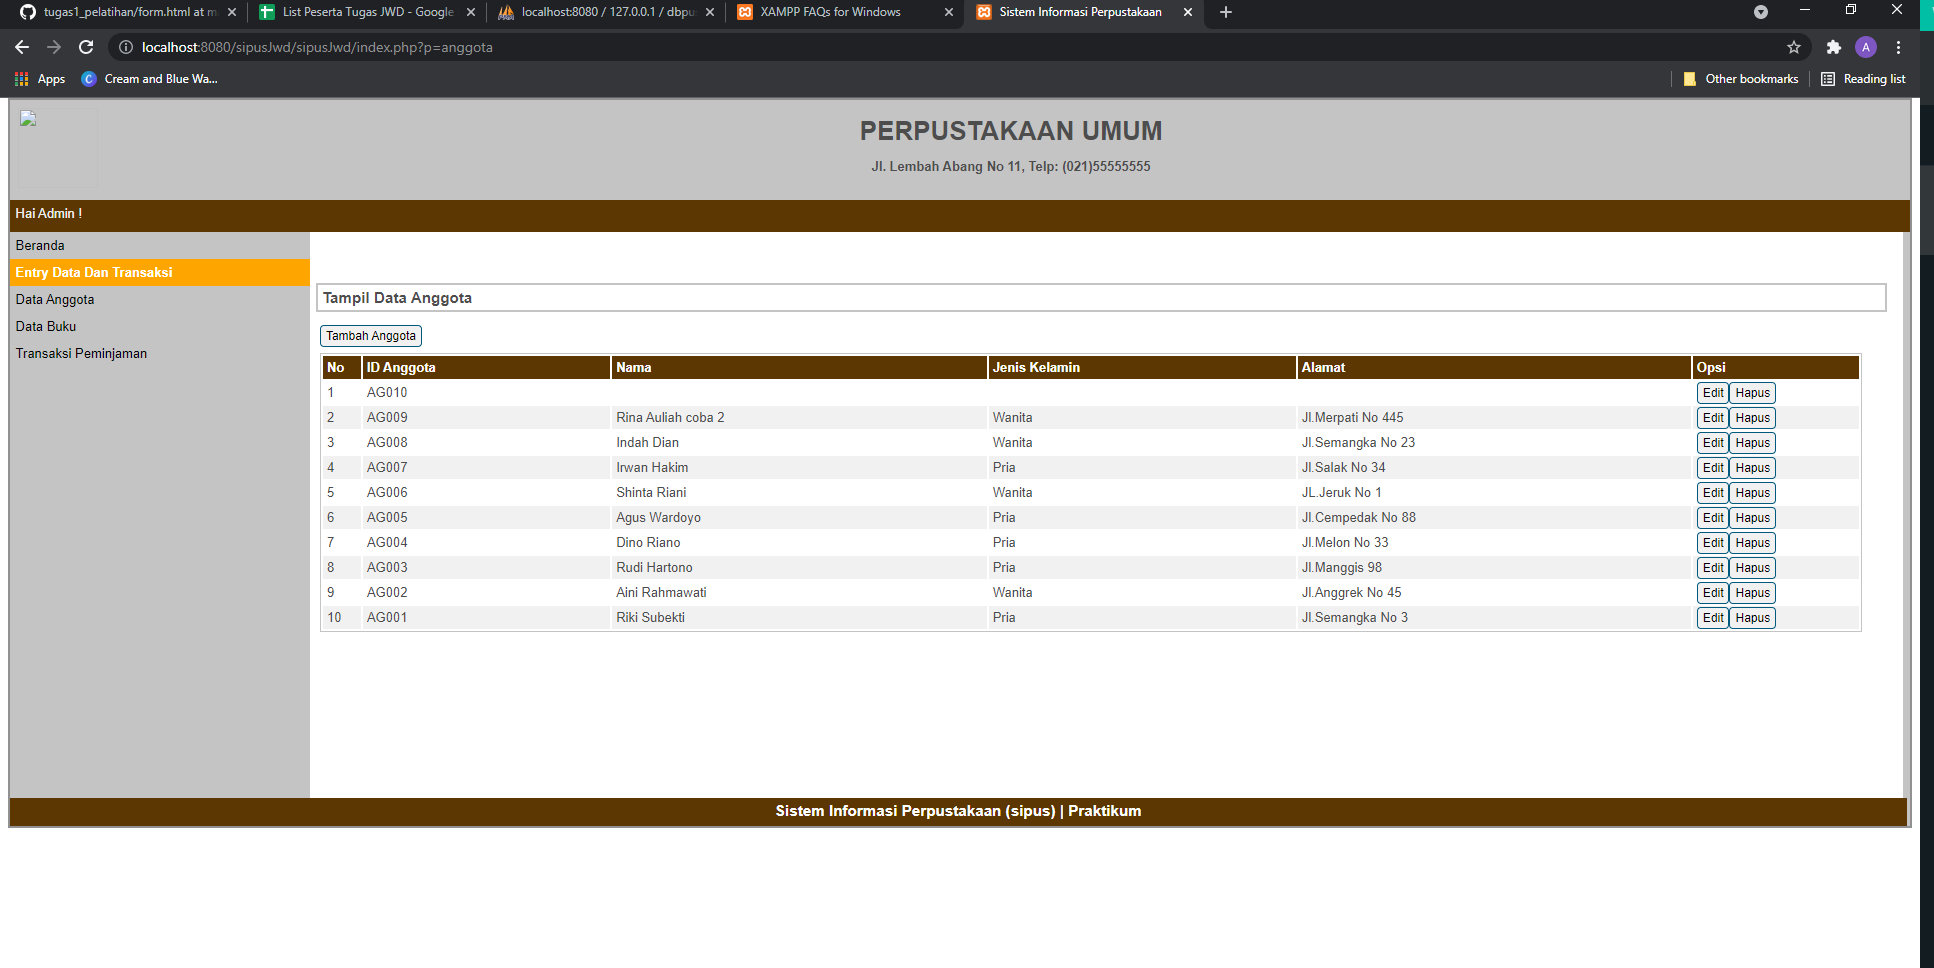 tugas1_pelatihan/form.html at m
List Peserta Tugas JWD - Google
localhost:8080 / 127.0.0.1 / dbpus
XAMPP FAQs for Windows
Sistem Informasi Perpustakaan
localhost:8080/sipusJwd/sipusJwd/index.php?p=anggota
A
Apps
C
Cream and Blue Wa...
Other bookmarks
Reading list
PERPUSTAKAAN UMUM
Jl. Lembah Abang No 11, Telp: (021)55555555
Hai Admin !
Beranda
Entry Data Dan Transaksi
Data Anggota
Data Buku
Transaksi Peminjaman
Tampil Data Anggota
Tambah Anggota
No ID Anggota Nama Jenis Kelamin Alamat Opsi
1 AG010 Edit Hapus
2 AG009 Rina Auliah coba 2 Wanita Jl.Merpati No 445 Edit Hapus
3 AG008 Indah Dian Wanita Jl.Semangka No 23 Edit Hapus
4 AG007 Irwan Hakim Pria Jl.Salak No 34 Edit Hapus
5 AG006 Shinta Riani Wanita JL.Jeruk No 1 Edit Hapus
6 AG005 Agus Wardoyo Pria Jl.Cempedak No 88 Edit Hapus
7 AG004 Dino Riano Pria Jl.Melon No 33 Edit Hapus
8 AG003 Rudi Hartono Pria Jl.Manggis 98 Edit Hapus
9 AG002 Aini Rahmawati Wanita Jl.Anggrek No 45 Edit Hapus
10 AG001 Riki Subekti Pria Jl.Semangka No 3 Edit Hapus
Sistem Informasi Perpustakaan (sipus) | Praktikum